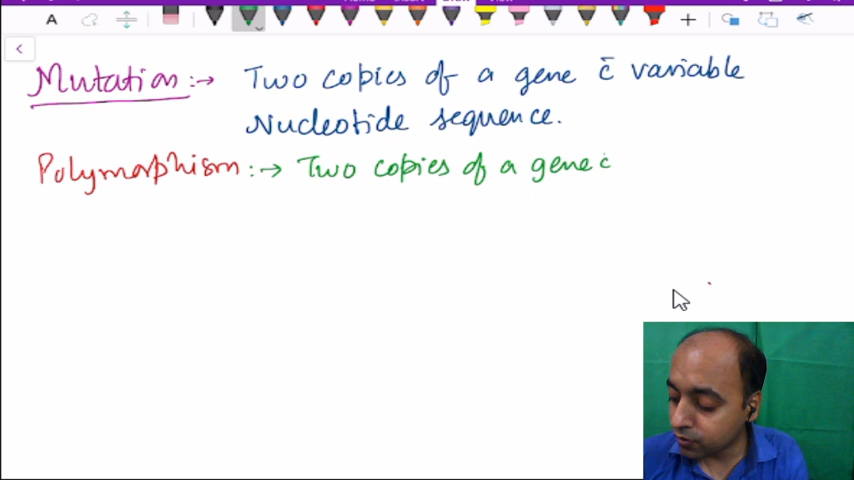 Mutation :→ Two copies of a gene c̄ variable
Nucleotide sequence.
Polymorphism :→ Two copies of a gene c